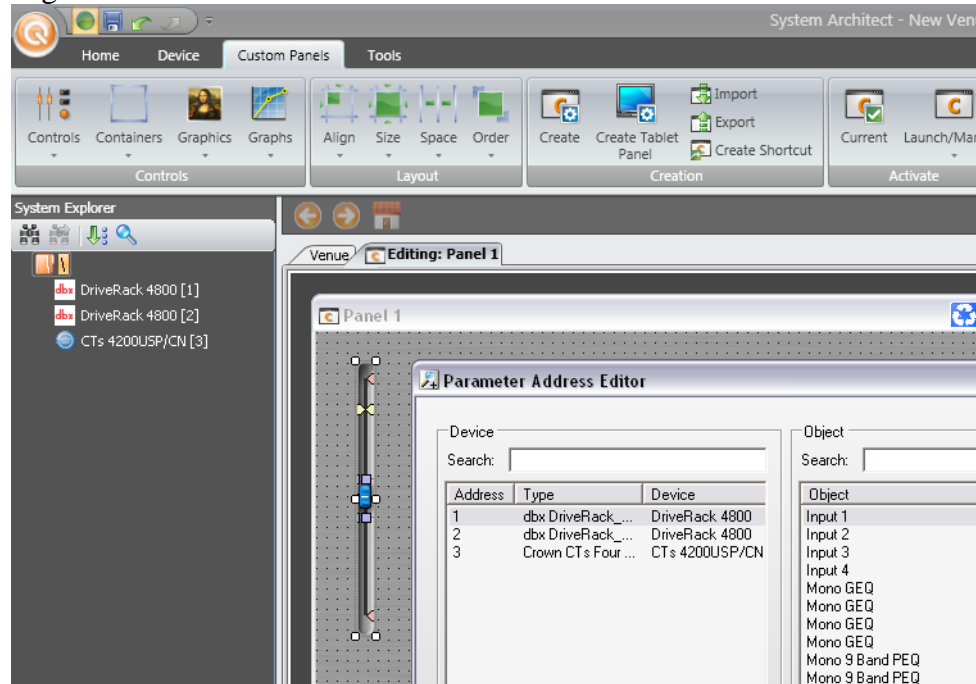 System Architect - New Ven
Home Device Custom Panels Tools
Controls Containers Graphics Graphs Align Size Space Order Create Create Tablet Panel Import Export Create Shortcut Current Launch/Mar
Controls Layout Creation Activate
System Explorer
Venue Editing: Panel 1
dbx DriveRack 4800 [1]
dbx DriveRack 4800 [2]
CTs 4200USP/CN [3]
Panel 1
Parameter Address Editor
Device Object
Search: Search:
Address Type Device Object
1 dbx DriveRack_... DriveRack 4800 Input 1
2 dbx DriveRack_... DriveRack 4800 Input 2
3 Crown CTs Four ... CTs 4200USP/CN Input 3
Input 4
Mono GEQ
Mono GEQ
Mono GEQ
Mono GEQ
Mono 9 Band PEQ
Mono 9 Band PEQ